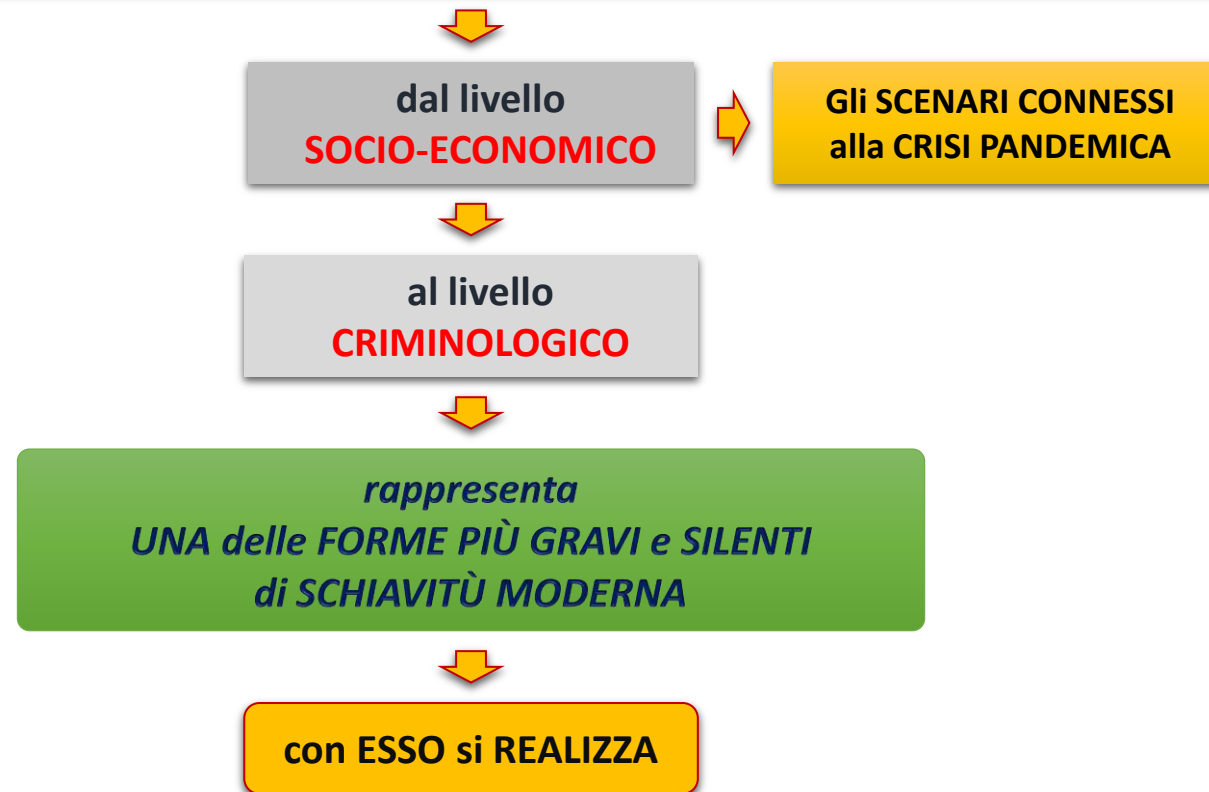 dal livello
SOCIO-ECONOMICO
Gli SCENARI CONNESSI
alla CRISI PANDEMICA
al livello
CRIMINOLOGICO
rappresenta
UNA delle FORME PIÙ GRAVI e SILENTI
di SCHIAVITÙ MODERNA
con ESSO si REALIZZA